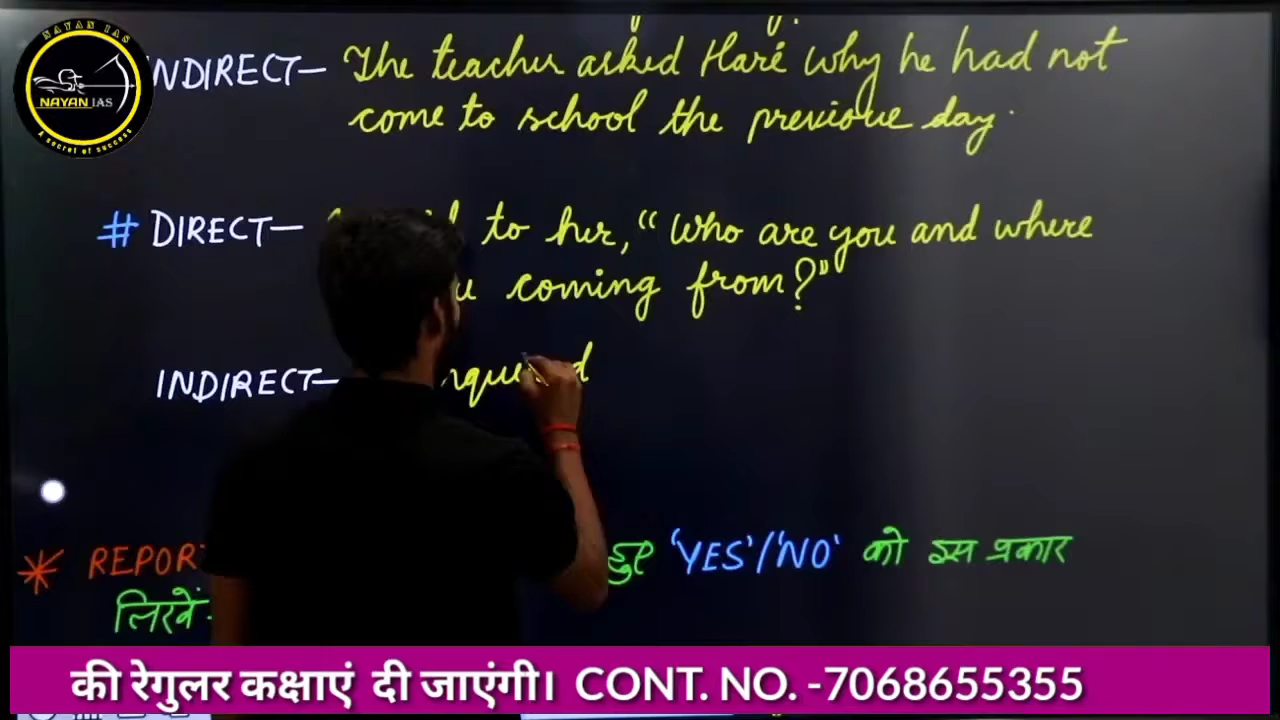 NAYAN IAS
NAYAN IAS
A secret of success
INDIRECT— The teacher asked Hari why he had not
come to school the previous day.
# DIRECT— to her, “Who are you and where
coming from?”
INDIRECT—
* REPORT हुए 'YES'/'NO' को इस प्रकार
लिखें-
की रेगुलर कक्षाएं दी जाएंगी। CONT. NO. -7068655355